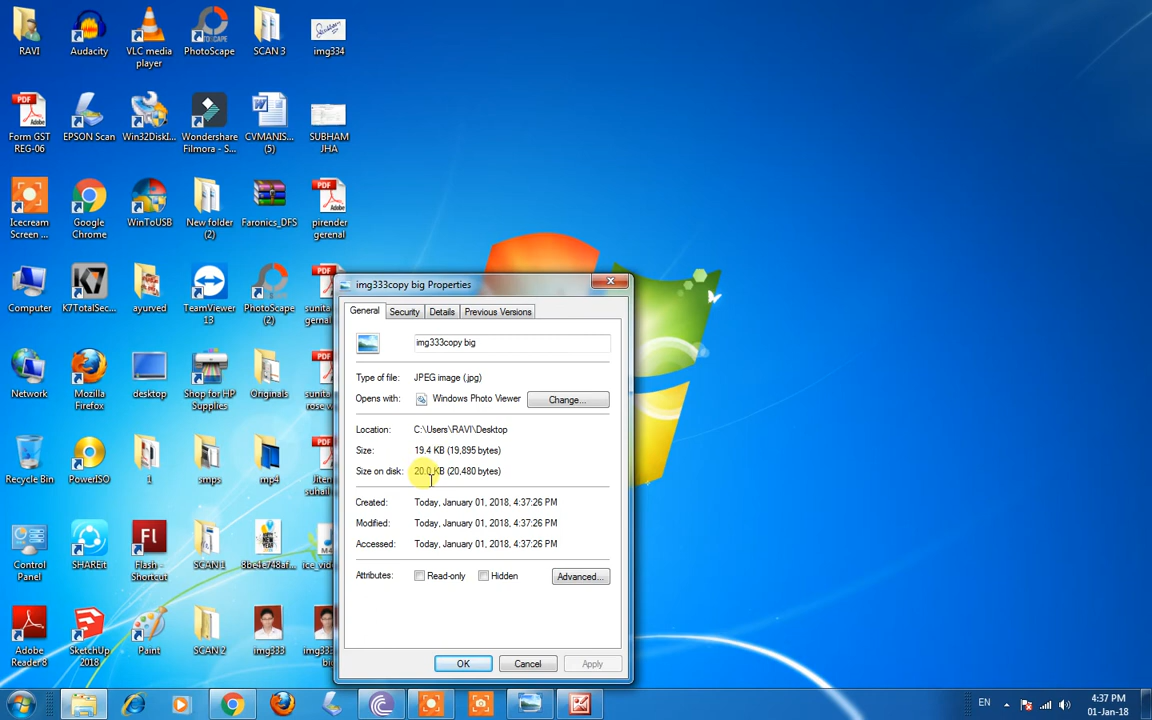 RAVI
Audacity
VLC media
player
PhotoScape
SCAN 3
img334
Form GST
REG-06
EPSON Scan
Win32DiskI...
Wondershare
Filmora - S...
CVMANIS...
(5)
SUBHAM
JHA
Icecream
Screen ...
Google
Chrome
WinToUSB
New folder
(2)
Faronics_DFS
pirender
gerenal
Computer
K7TotalSec...
ayurved
TeamViewer
13
PhotoScape
(2)
Network
Mozilla
Firefox
desktop
Shop for HP
Supplies
Originals
Recycle Bin
PowerISO
1
smps
mp4
Control
Panel
SHAREit
Flash -
Shortcut
SCAN1
8be4e748af...
Adobe
Reader 8
SketchUp
2018
Paint
SCAN 2
img333
img333copy big Properties
General
Security
Details
Previous Versions
img333copy big
Type of file:
JPEG image (.jpg)
Opens with:
Windows Photo Viewer
Change...
Location:
C:\Users\RAVI\Desktop
Size:
19.4 KB (19,895 bytes)
Size on disk:
20.0 KB (20,480 bytes)
Created:
Today, January 01, 2018, 4:37:26 PM
Modified:
Today, January 01, 2018, 4:37:26 PM
Accessed:
Today, January 01, 2018, 4:37:26 PM
Attributes:
Read-only
Hidden
Advanced...
OK
Cancel
Apply
EN
4:37 PM
01-Jan-18